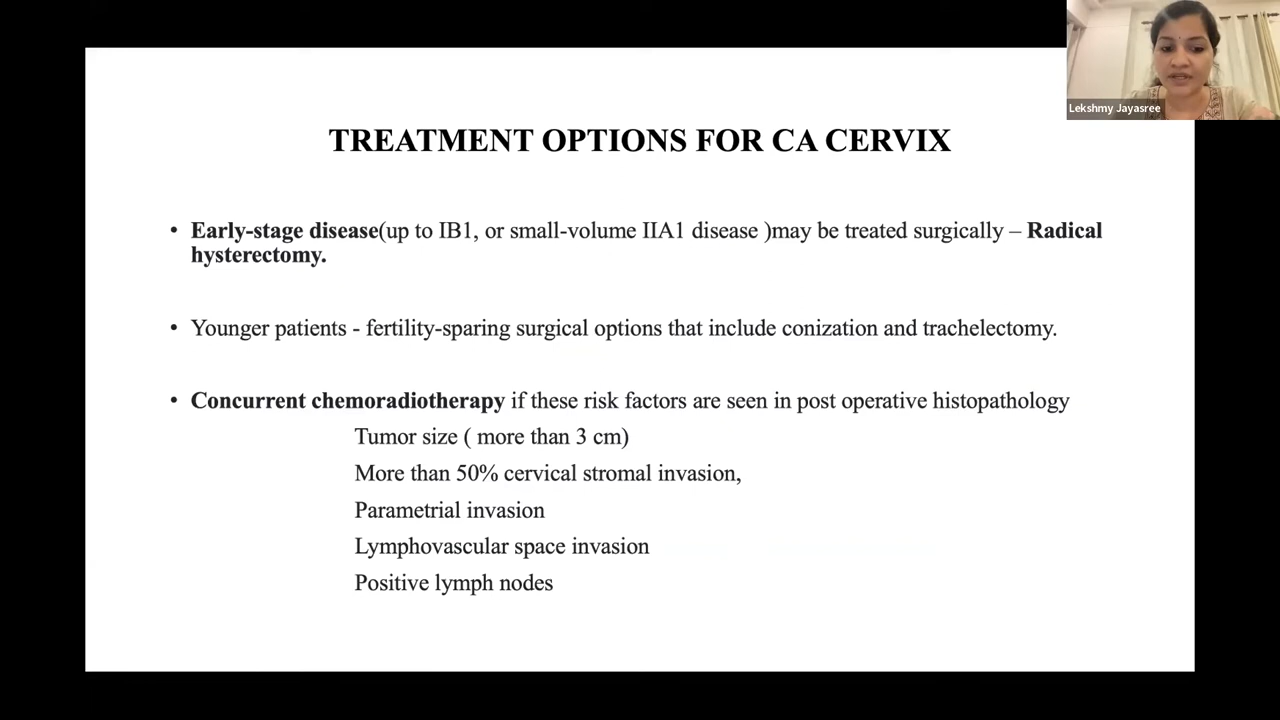 Lekshmy Jayasree
TREATMENT OPTIONS FOR CA CERVIX
• Early-stage disease(up to IB1, or small-volume IIA1 disease )may be treated surgically – Radical
hysterectomy.
• Younger patients - fertility-sparing surgical options that include conization and trachelectomy.
• Concurrent chemoradiotherapy if these risk factors are seen in post operative histopathology
Tumor size ( more than 3 cm)
More than 50% cervical stromal invasion,
Parametrial invasion
Lymphovascular space invasion
Positive lymph nodes